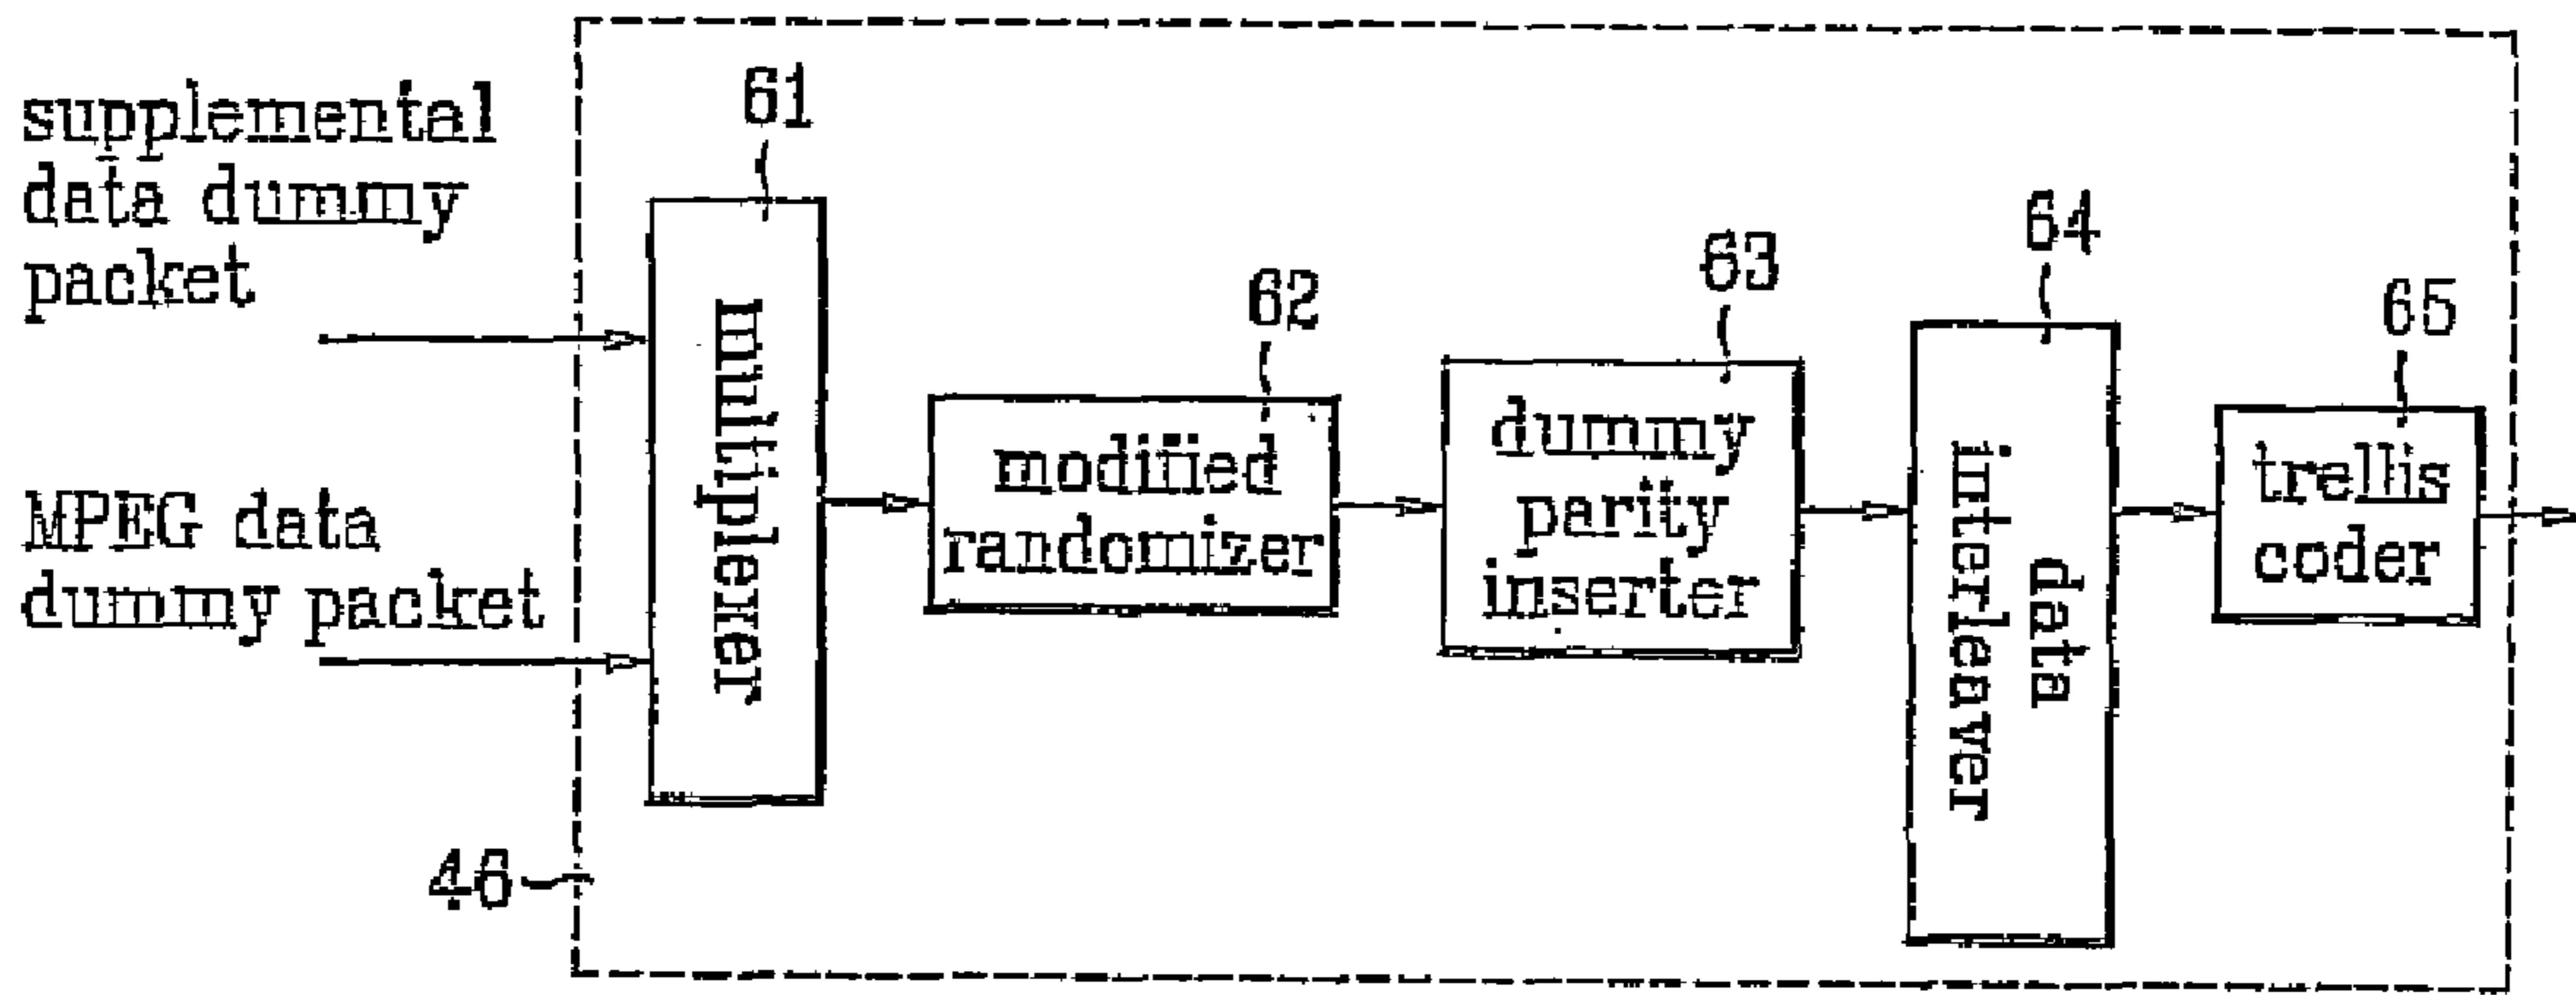 supplemental
data dummy
packet
MPEG data
dummy packet
46
61
multiplexer
62
modified
randomizer
63
dummy
parity
inserter
64
data
interleaver
65
trellis
coder